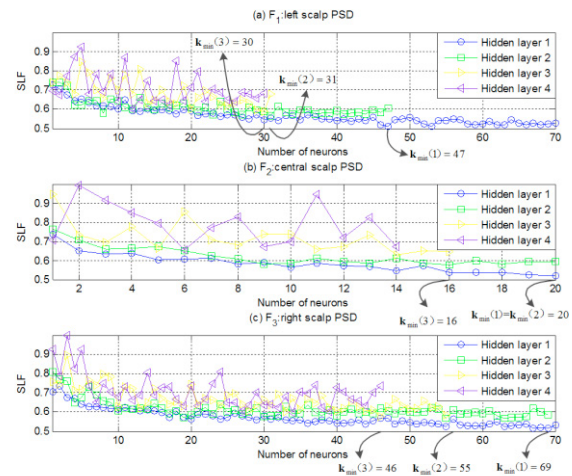 (a) F1:left scalp PSD
kmin(3) = 30
kmin(2) = 31
kmin(1) = 47
SLF
0.9
0.8
0.7
0.6
0.5
Hidden layer 1
Hidden layer 2
Hidden layer 3
Hidden layer 4
10 20 30 40 50 60 70
Number of neurons
(b) F2:central scalp PSD
SLF
0.9
0.8
0.7
0.6
0.5
Hidden layer 1
Hidden layer 2
Hidden layer 3
Hidden layer 4
2 4 6 8 10 12 14 16 18 20
Number of neurons
kmin(3) = 16
kmin(1)=kmin(2) = 20
(c) F3:right scalp PSD
SLF
0.9
0.8
0.7
0.6
0.5
Hidden layer 1
Hidden layer 2
Hidden layer 3
Hidden layer 4
10 20 30 40 50 60 70
Number of neurons
kmin(3) = 46
kmin(2) = 55
kmin(1) = 69